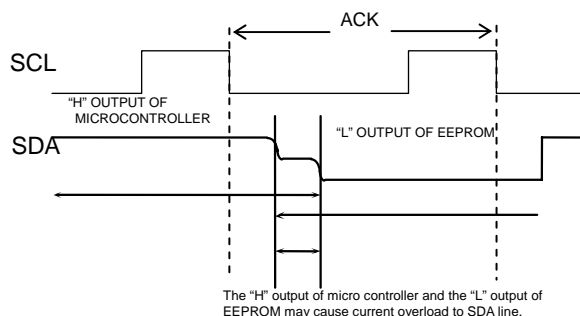 ACK
SCL
"H" OUTPUT OF
MICROCONTROLLER
"L" OUTPUT OF EEPROM
SDA
The "H" output of micro controller and the "L" output of
EEPROM may cause current overload to SDA line.